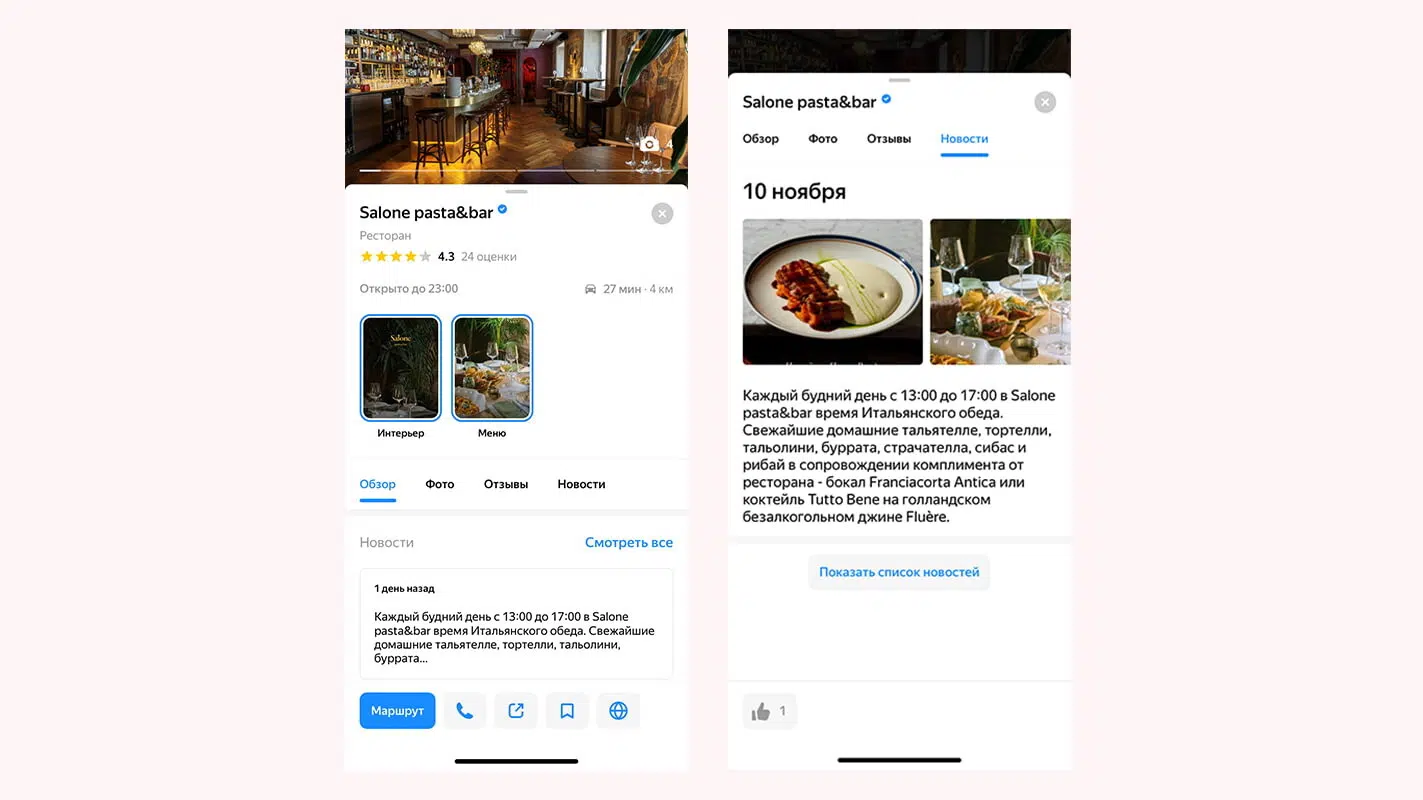 4
Salone pasta&bar
Ресторан
4.3 24 оценки
Открыто до 23:00
27 мин · 4 км
Salone
Интерьер
Меню
Обзор Фото Отзывы Новости
Новости
Смотреть все
1 день назад
Каждый будний день с 13:00 до 17:00 в Salone
pasta&bar время Итальянского обеда. Свежайшие
домашние тальятелле, тортелли, тальолини,
буррата...
Маршрут
Salone pasta&bar
Обзор Фото Отзывы Новости
10 ноября
Каждый будний день с 13:00 до 17:00 в Salone
pasta&bar время Итальянского обеда.
Свежайшие домашние тальятелле, тортелли,
тальолини, буррата, страчателла, сибас и
рибай в сопровождении комплимента от
ресторана - бокал Franciacorta Antica или
коктейль Tutto Bene на голландском
безалкогольном джине Fluère.
Показать список новостей
1